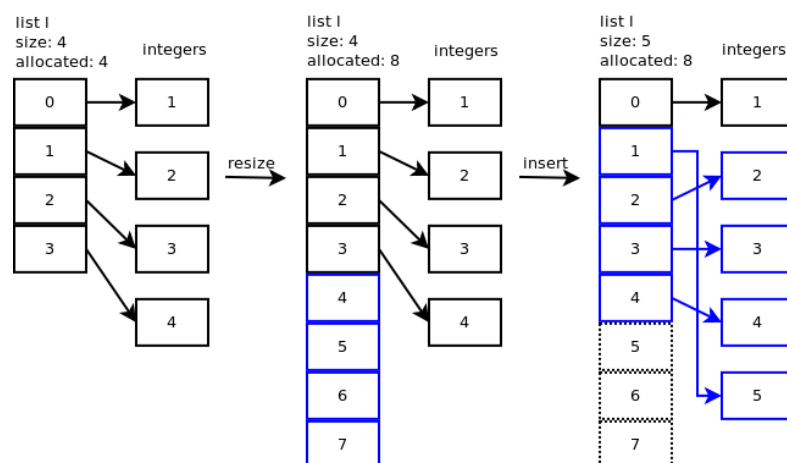 list l
size: 4
allocated: 4
integers
0
1
1
2
2
3
3
4
resize
list l
size: 4
allocated: 8
integers
0
1
1
2
2
3
3
4
4
5
6
7
insert
list l
size: 5
allocated: 8
integers
0
1
1
2
2
3
3
4
4
5
5
6
7